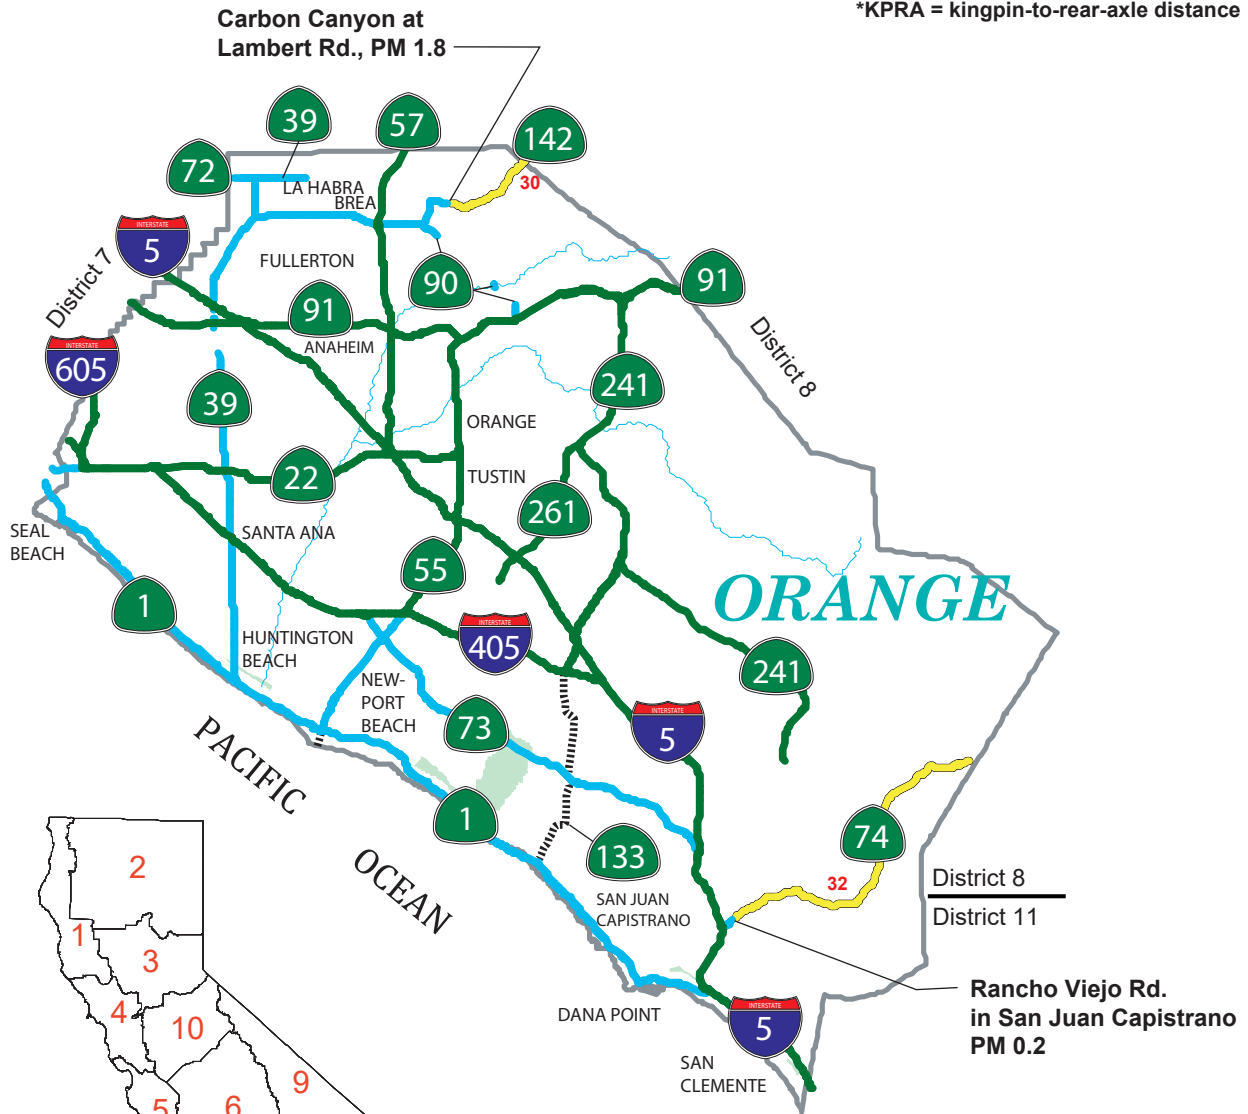 *KPRA = kingpin-to-rear-axle distance
Carbon Canyon at
Lambert Rd., PM 1.8
39
57
142
72
30
LA HABRA
BREA
INTERSTATE
5
FULLERTON
District 7
90
91
91
ANAHEIM
District 8
INTERSTATE
605
39
241
ORANGE
22
TUSTIN
261
SEAL
BEACH
SANTA ANA
55
1
ORANGE
HUNTINGTON
BEACH
INTERSTATE
405
NEW-
PORT
BEACH
241
73
INTERSTATE
5
PACIFIC
OCEAN
1
133
74
32
SAN JUAN
CAPISTRANO
District 8
District 11
Rancho Viejo Rd.
in San Juan Capistrano
PM 0.2
DANA POINT
INTERSTATE
5
SAN
CLEMENTE
2
1
3
4
10
9
5
6